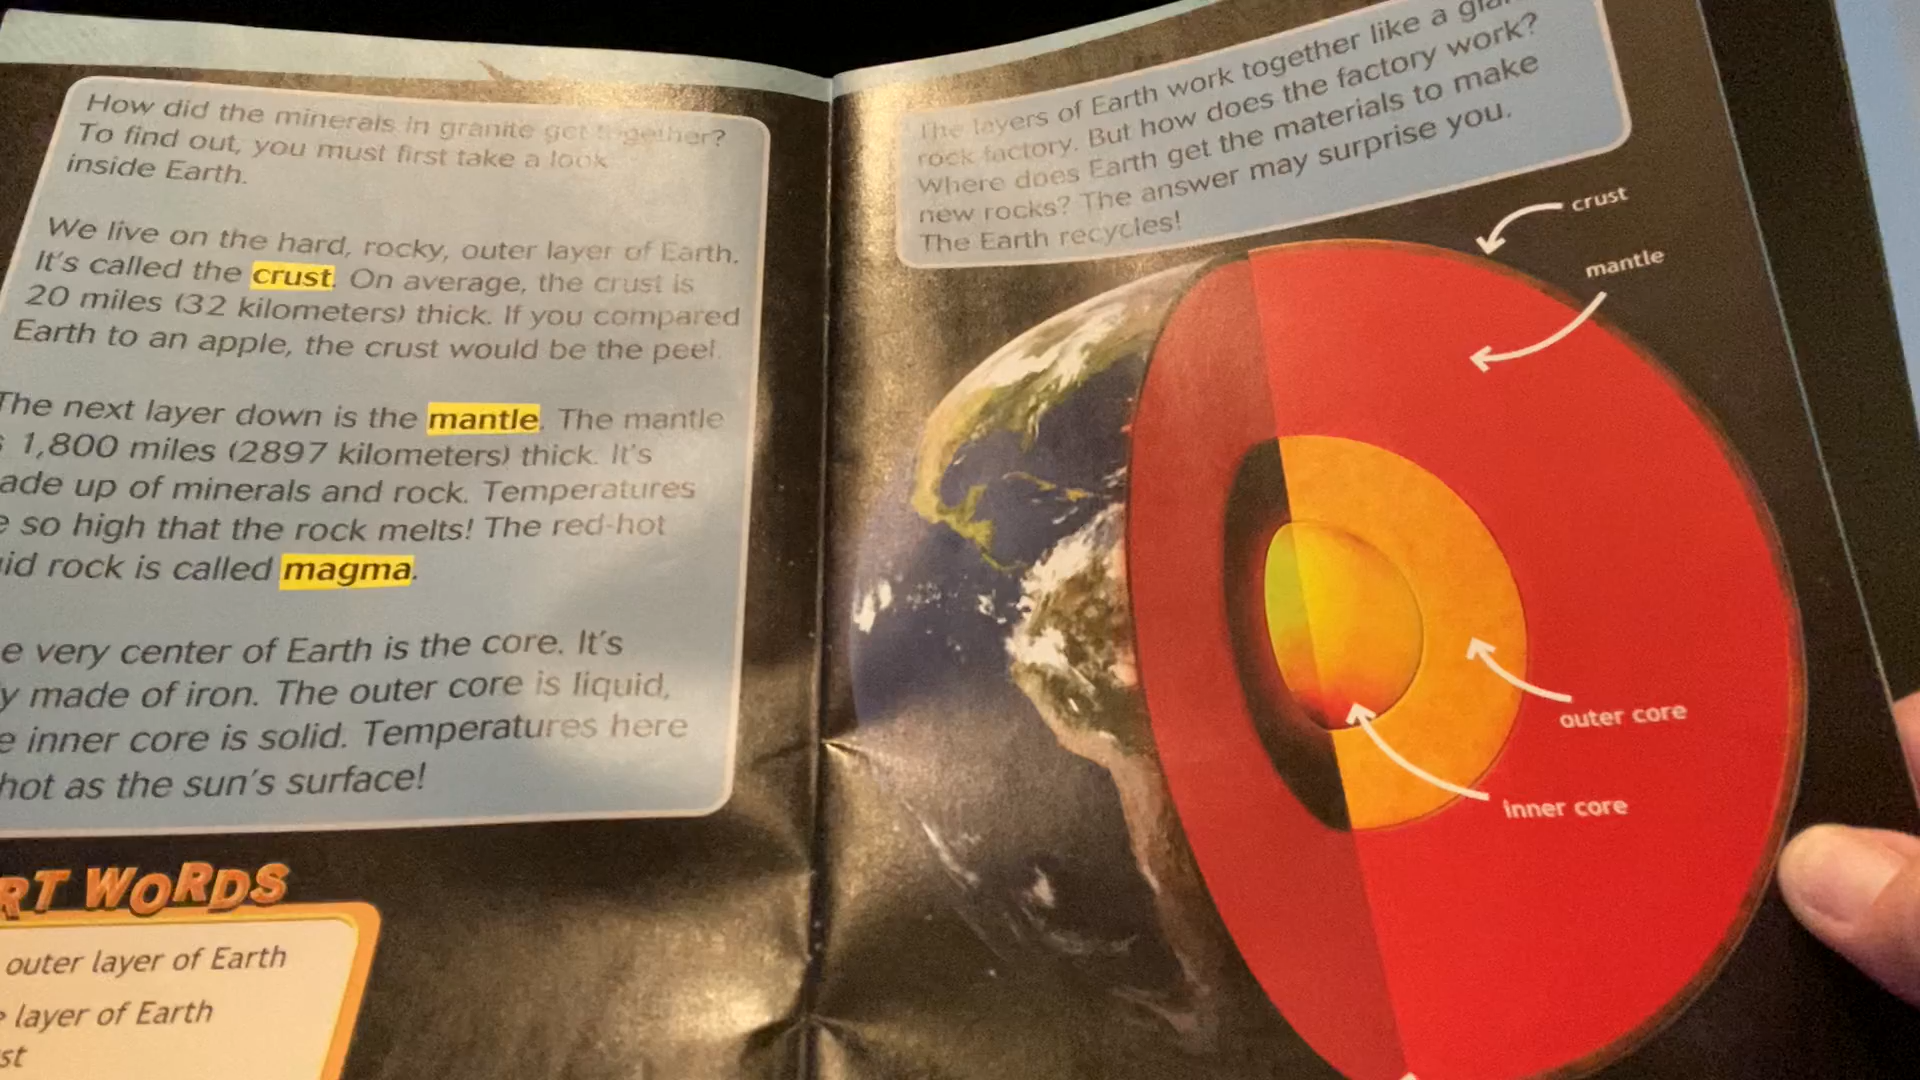 How did the minerals in granite get together?
To find out, you must first take a look
inside Earth.
We live on the hard, rocky, outer layer of Earth.
It's called the crust. On average, the crust is
20 miles (32 kilometers) thick. If you compared
Earth to an apple, the crust would be the peel.
The next layer down is the mantle. The mantle
1,800 miles (2897 kilometers) thick. It's
ade up of minerals and rock. Temperatures
e so high that the rock melts! The red-hot
uid rock is called magma.
e very center of Earth is the core. It's
y made of iron. The outer core is liquid,
e inner core is solid. Temperatures here
hot as the sun's surface!
RT WORDS
outer layer of Earth
layer of Earth
st
The layers of Earth work together like a
rock factory. But how does the factory work?
Where does Earth get the materials to make
new rocks? The answer may surprise you.
The Earth recycles!
crust
mantle
outer core
inner core